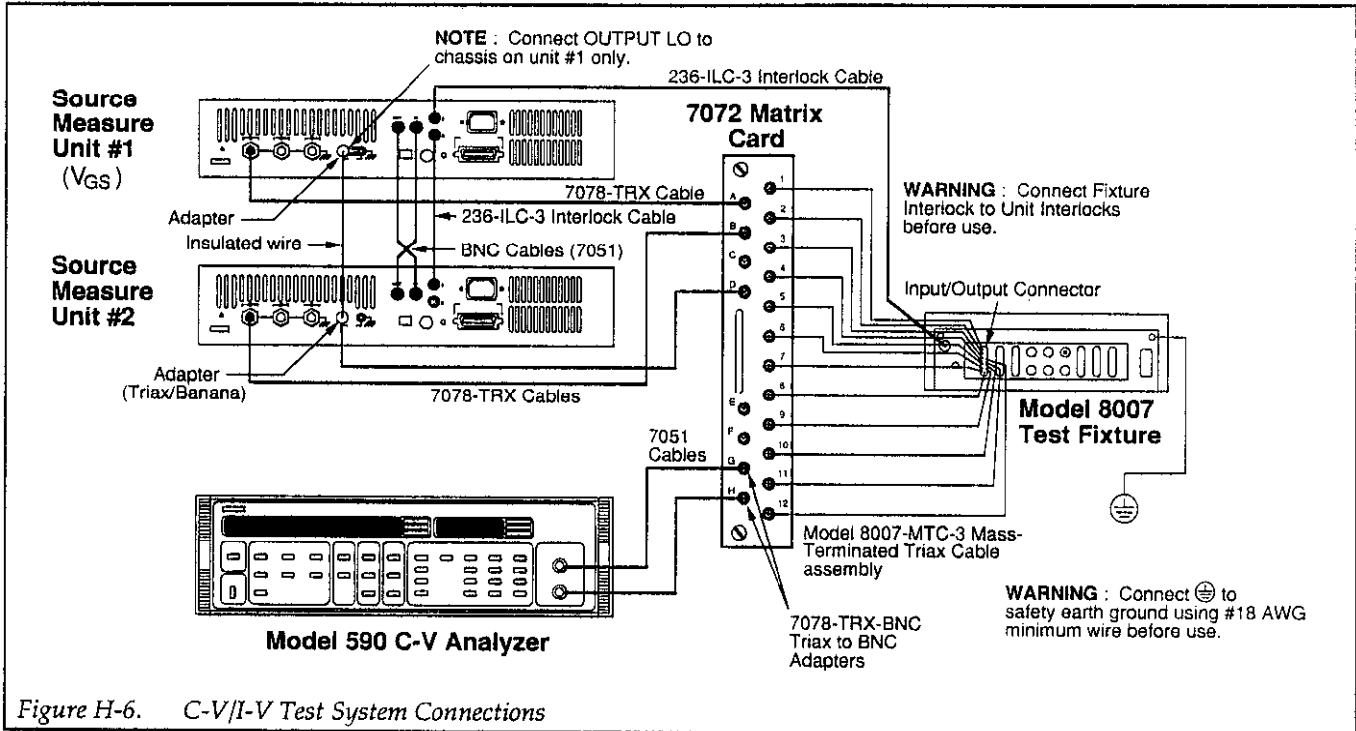 NOTE : Connect OUTPUT LO to
chassis on unit #1 only.
236-ILC-3 Interlock Cable
Source
Measure
Unit #1
(VGS)
7072 Matrix
Card
Adapter
Insulated wire
7078-TRX Cable
236-ILC-3 Interlock Cable
BNC Cables (7051)
WARNING : Connect Fixture
Interlock to Unit Interlocks
before use.
Source
Measure
Unit #2
Input/Output Connector
Adapter
(Triax/Banana)
7078-TRX Cables
A
B
C
D
E
F
G
H
1
2
3
4
5
6
7
8
9
10
11
12
Model 8007
Test Fixture
7051
Cables
Model 590 C-V Analyzer
Model 8007-MTC-3 Mass-
Terminated Triax Cable
assembly
7078-TRX-BNC
Triax to BNC
Adapters
WARNING : Connect ⏚ to
safety earth ground using #18 AWG
minimum wire before use.
Figure H-6. C-V/I-V Test System Connections